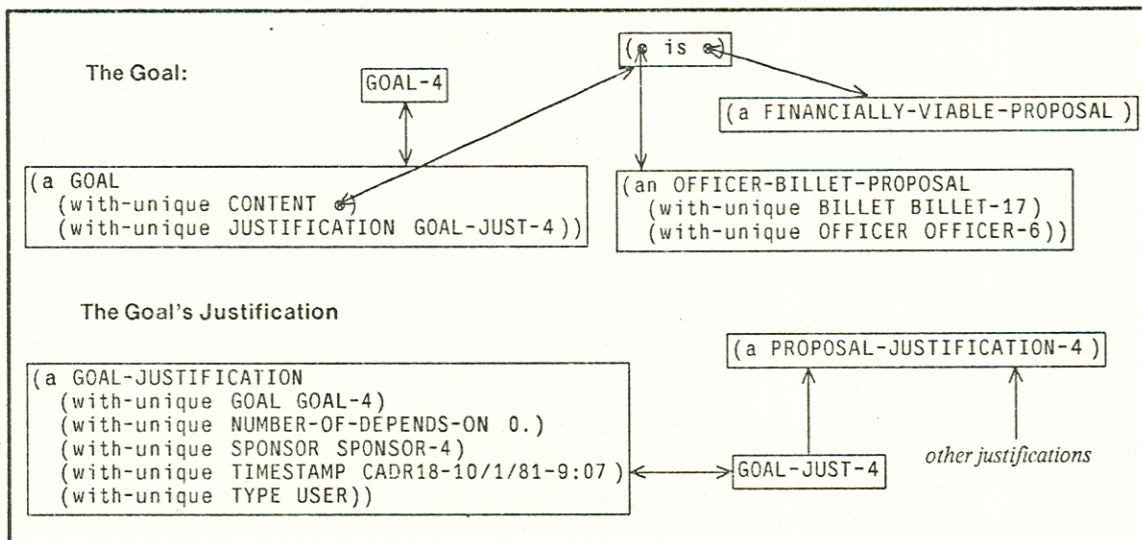 The Goal:
(⊗ is ⊗)
GOAL-4
(a FINANCIALLY-VIABLE-PROPOSAL )
(a GOAL
(with-unique CONTENT ⊗)
(with-unique JUSTIFICATION GOAL-JUST-4))
(an OFFICER-BILLET-PROPOSAL
(with-unique BILLET BILLET-17)
(with-unique OFFICER OFFICER-6))
The Goal's Justification
(a PROPOSAL-JUSTIFICATION-4 )
(a GOAL-JUSTIFICATION
(with-unique GOAL GOAL-4)
(with-unique NUMBER-OF-DEPENDS-ON 0.)
(with-unique SPONSOR SPONSOR-4)
(with-unique TIMESTAMP CADR18-10/1/81-9:07)
(with-unique TYPE USER))
GOAL-JUST-4
other justifications